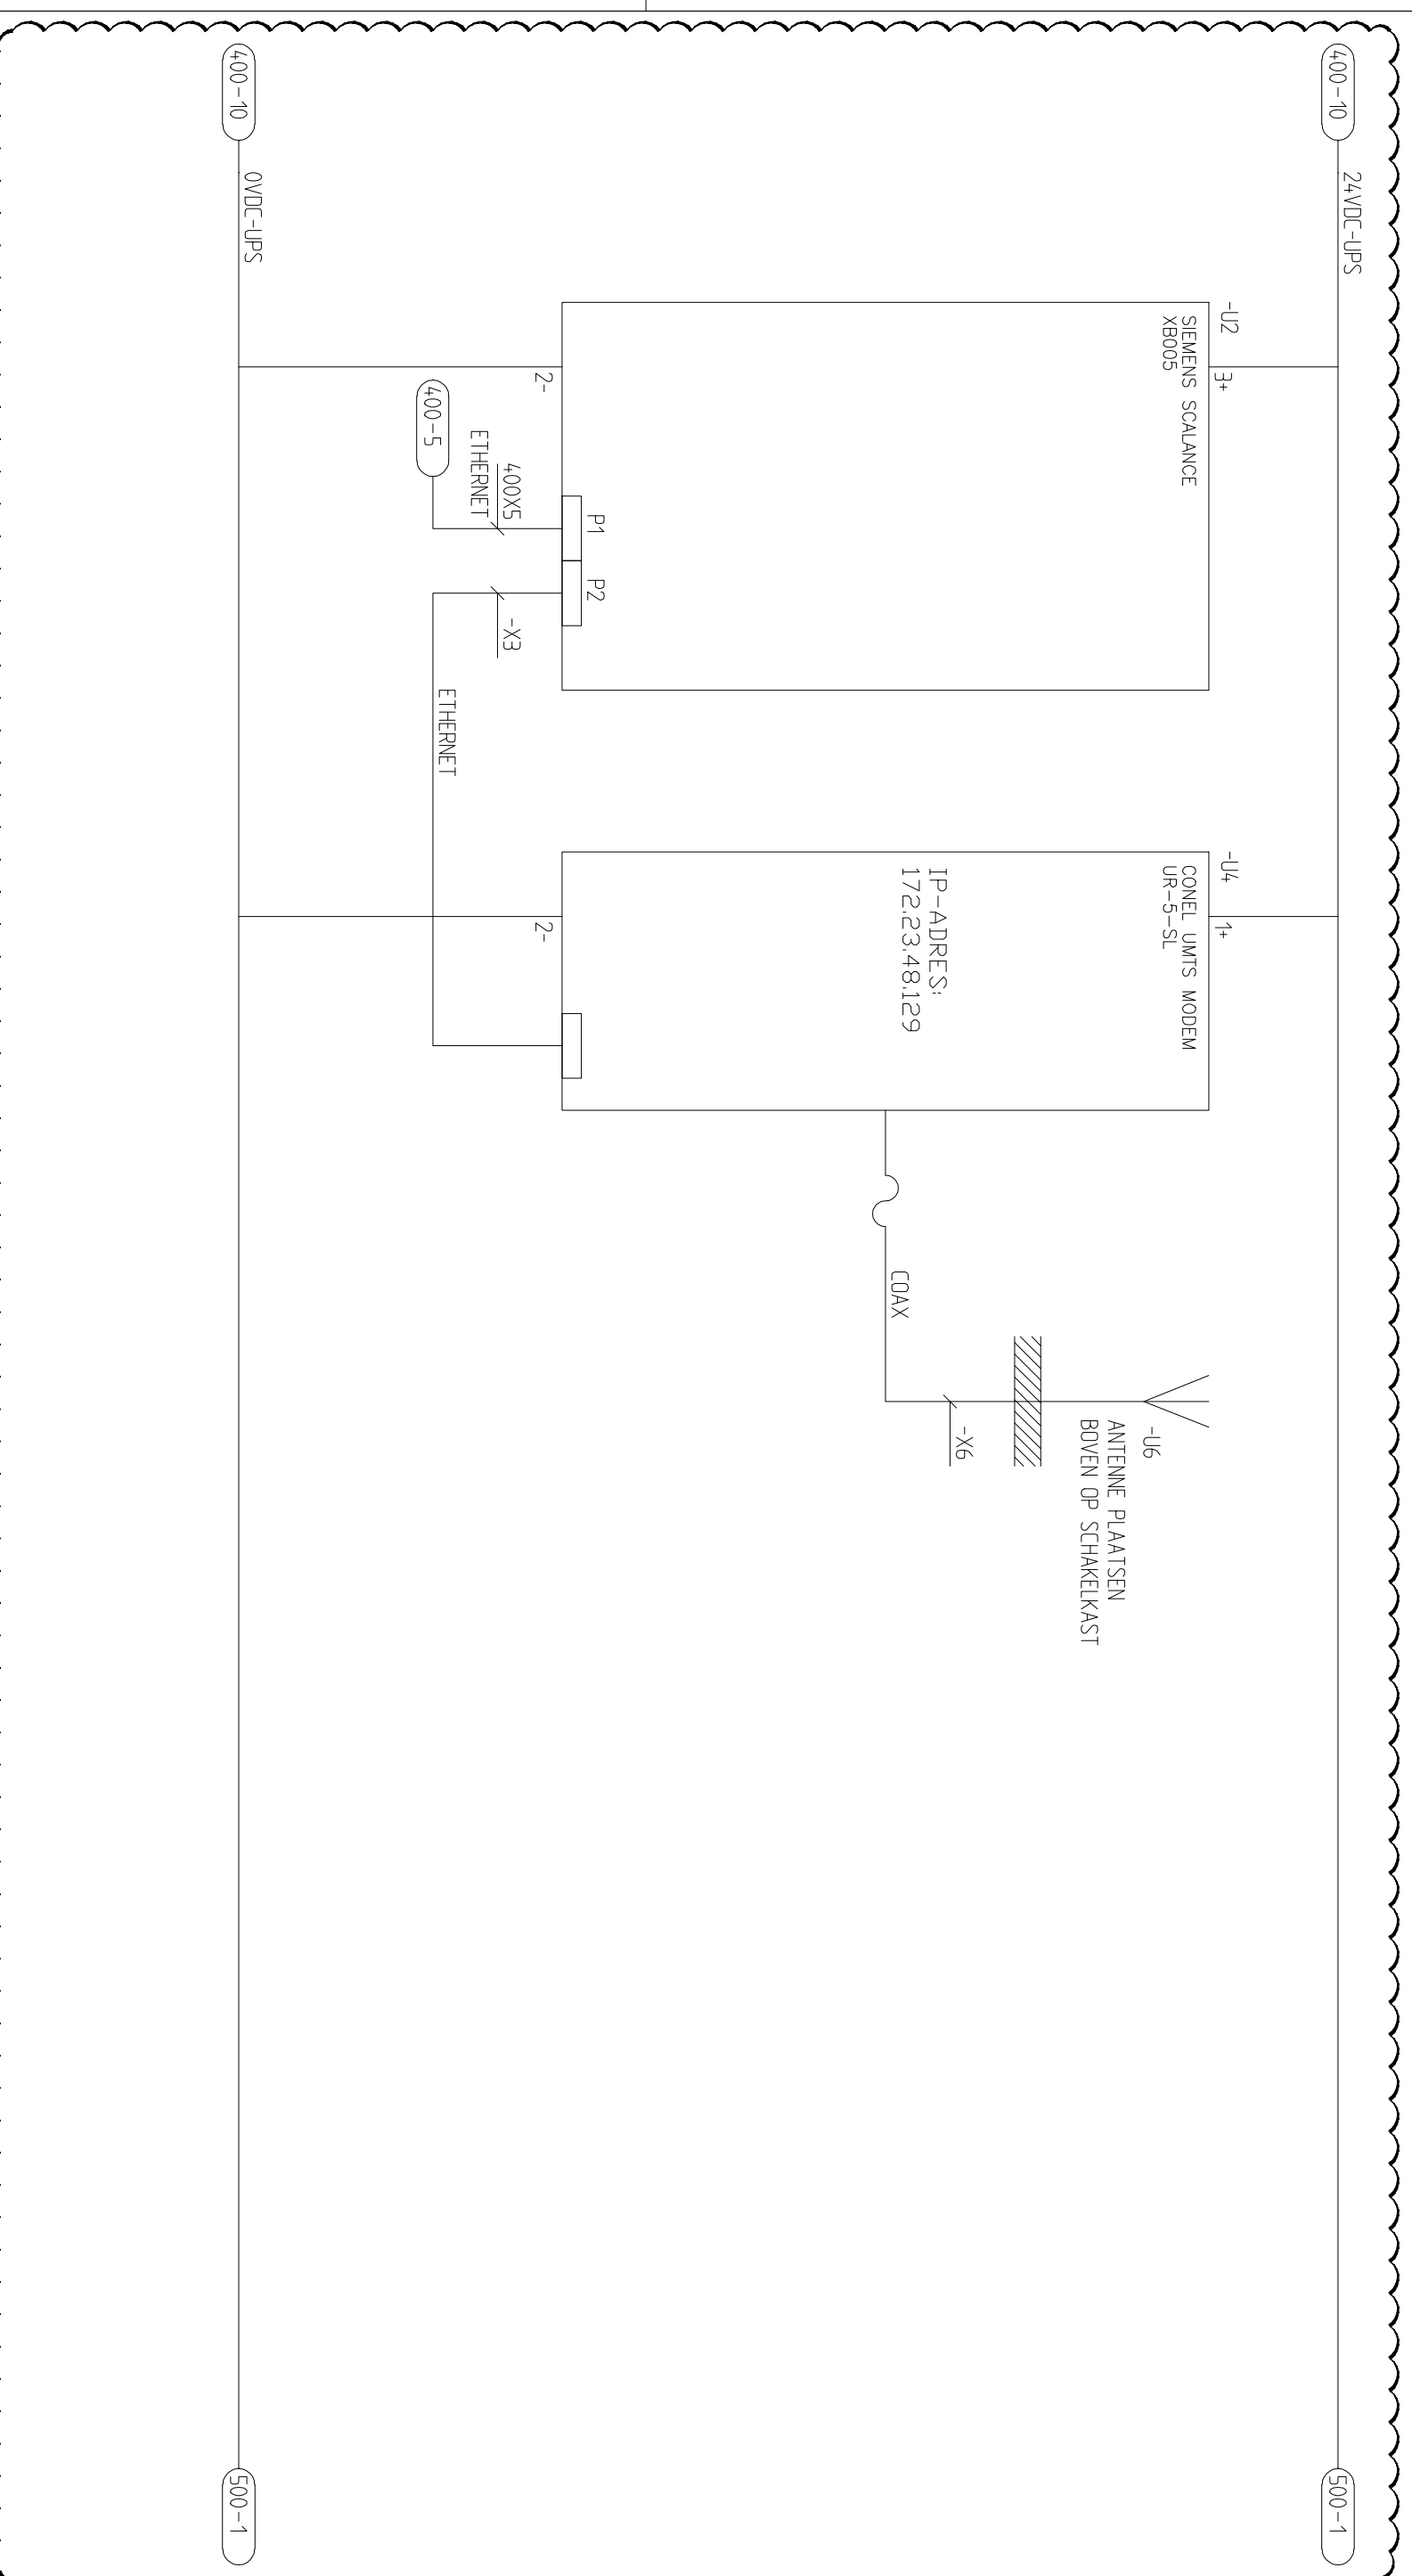 400-10
24VDC-UPS
500-1
-U2
3+
SIEMENS SCALANCE
XB005
P1
P2
2-
400X5
ETHERNET
400-5
-X3
ETHERNET
-U4
1+
CONEL UMTS MODEM
UR-5-SL
IP-ADRES:
172.23.48.129
2-
COAX
-U6
ANTENNE PLAATSEN
BOVEN OP SCHAKELKAST
-X6
400-10
0VDC-UPS
500-1